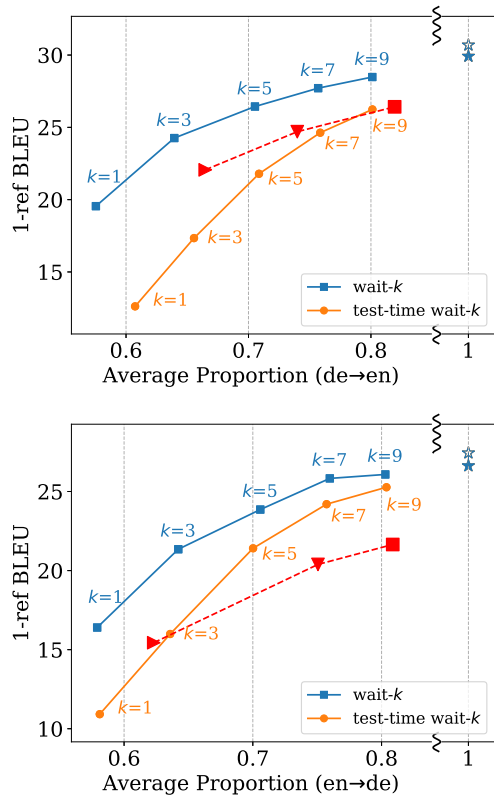 30
25
20
15
1-ref BLEU
k=1
k=3
k=5
k=7
k=9
k=1
k=3
k=5
k=7
k=9
wait-k
test-time wait-k
0.6 0.7 0.8 1
Average Proportion (de→en)
25
20
15
10
1-ref BLEU
k=1
k=3
k=5
k=7
k=9
k=1
k=3
k=5
k=7
k=9
wait-k
test-time wait-k
0.6 0.7 0.8 1
Average Proportion (en→de)